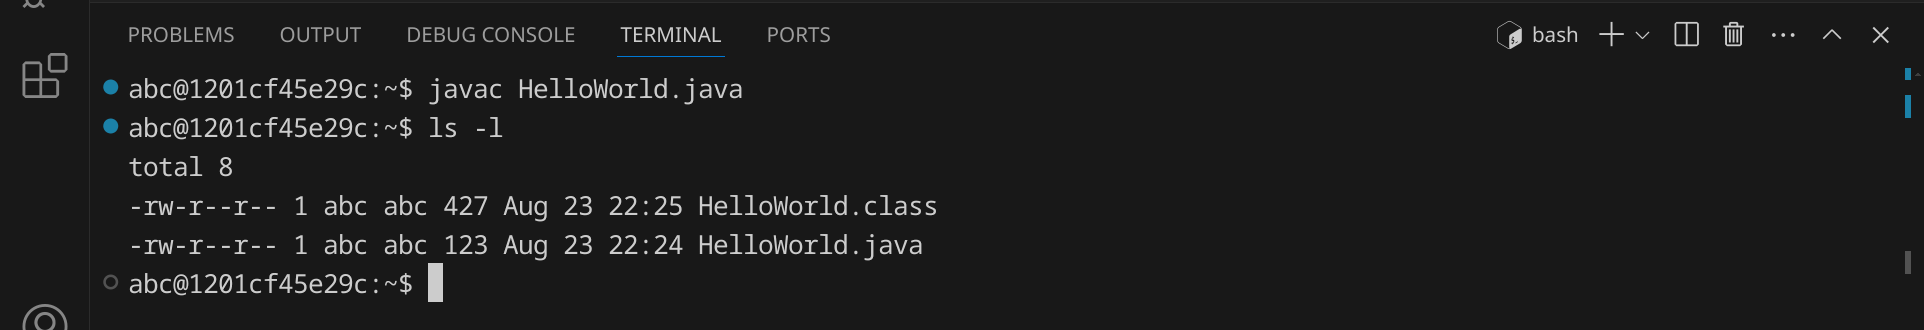 PROBLEMS OUTPUT DEBUG CONSOLE TERMINAL PORTS bash
abc@1201cf45e29c:~$ javac HelloWorld.java
abc@1201cf45e29c:~$ ls -l
total 8
-rw-r--r-- 1 abc abc 427 Aug 23 22:25 HelloWorld.class
-rw-r--r-- 1 abc abc 123 Aug 23 22:24 HelloWorld.java
abc@1201cf45e29c:~$